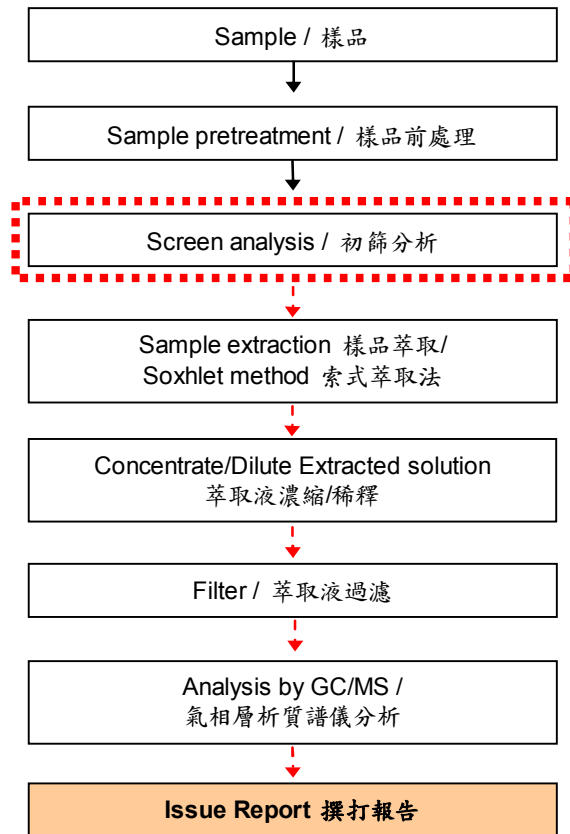 Sample / 樣品
Sample pretreatment / 樣品前處理
Screen analysis / 初篩分析
Sample extraction 樣品萃取/
Soxhlet method 索式萃取法
Concentrate/Dilute Extracted solution
萃取液濃縮/稀釋
Filter / 萃取液過濾
Analysis by GC/MS /
氣相層析質譜儀分析
Issue Report 撰打報告